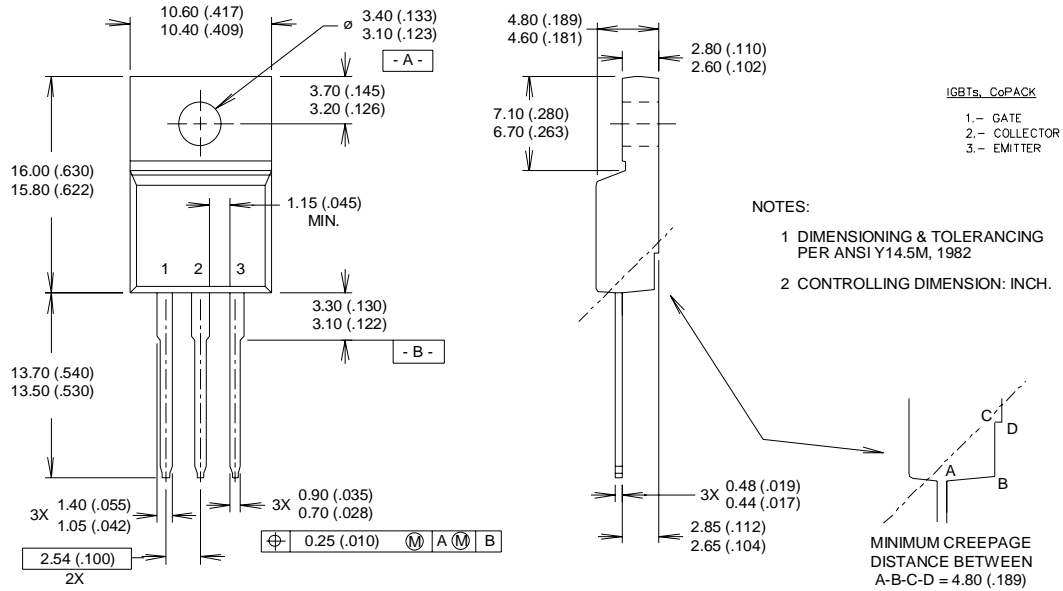 10.60 (.417)
10.40 (.409)
ø 3.40 (.133)
3.10 (.123)
- A -
3.70 (.145)
3.20 (.126)
16.00 (.630)
15.80 (.622)
1.15 (.045)
MIN.
1 2 3
3.30 (.130)
3.10 (.122)
- B -
13.70 (.540)
13.50 (.530)
3X 1.40 (.055)
1.05 (.042)
3X 0.90 (.035)
0.70 (.028)
⌖ 0.25 (.010) Ⓜ A Ⓜ B
2.54 (.100)
2X
4.80 (.189)
4.60 (.181)
2.80 (.110)
2.60 (.102)
7.10 (.280)
6.70 (.263)
3X 0.48 (.019)
0.44 (.017)
2.85 (.112)
2.65 (.104)
IGBTs, CoPACK
1.- GATE
2.- COLLECTOR
3.- EMITTER
NOTES:
1 DIMENSIONING & TOLERANCING
PER ANSI Y14.5M, 1982
2 CONTROLLING DIMENSION: INCH.
C
D
A
B
MINIMUM CREEPAGE
DISTANCE BETWEEN
A-B-C-D = 4.80 (.189)